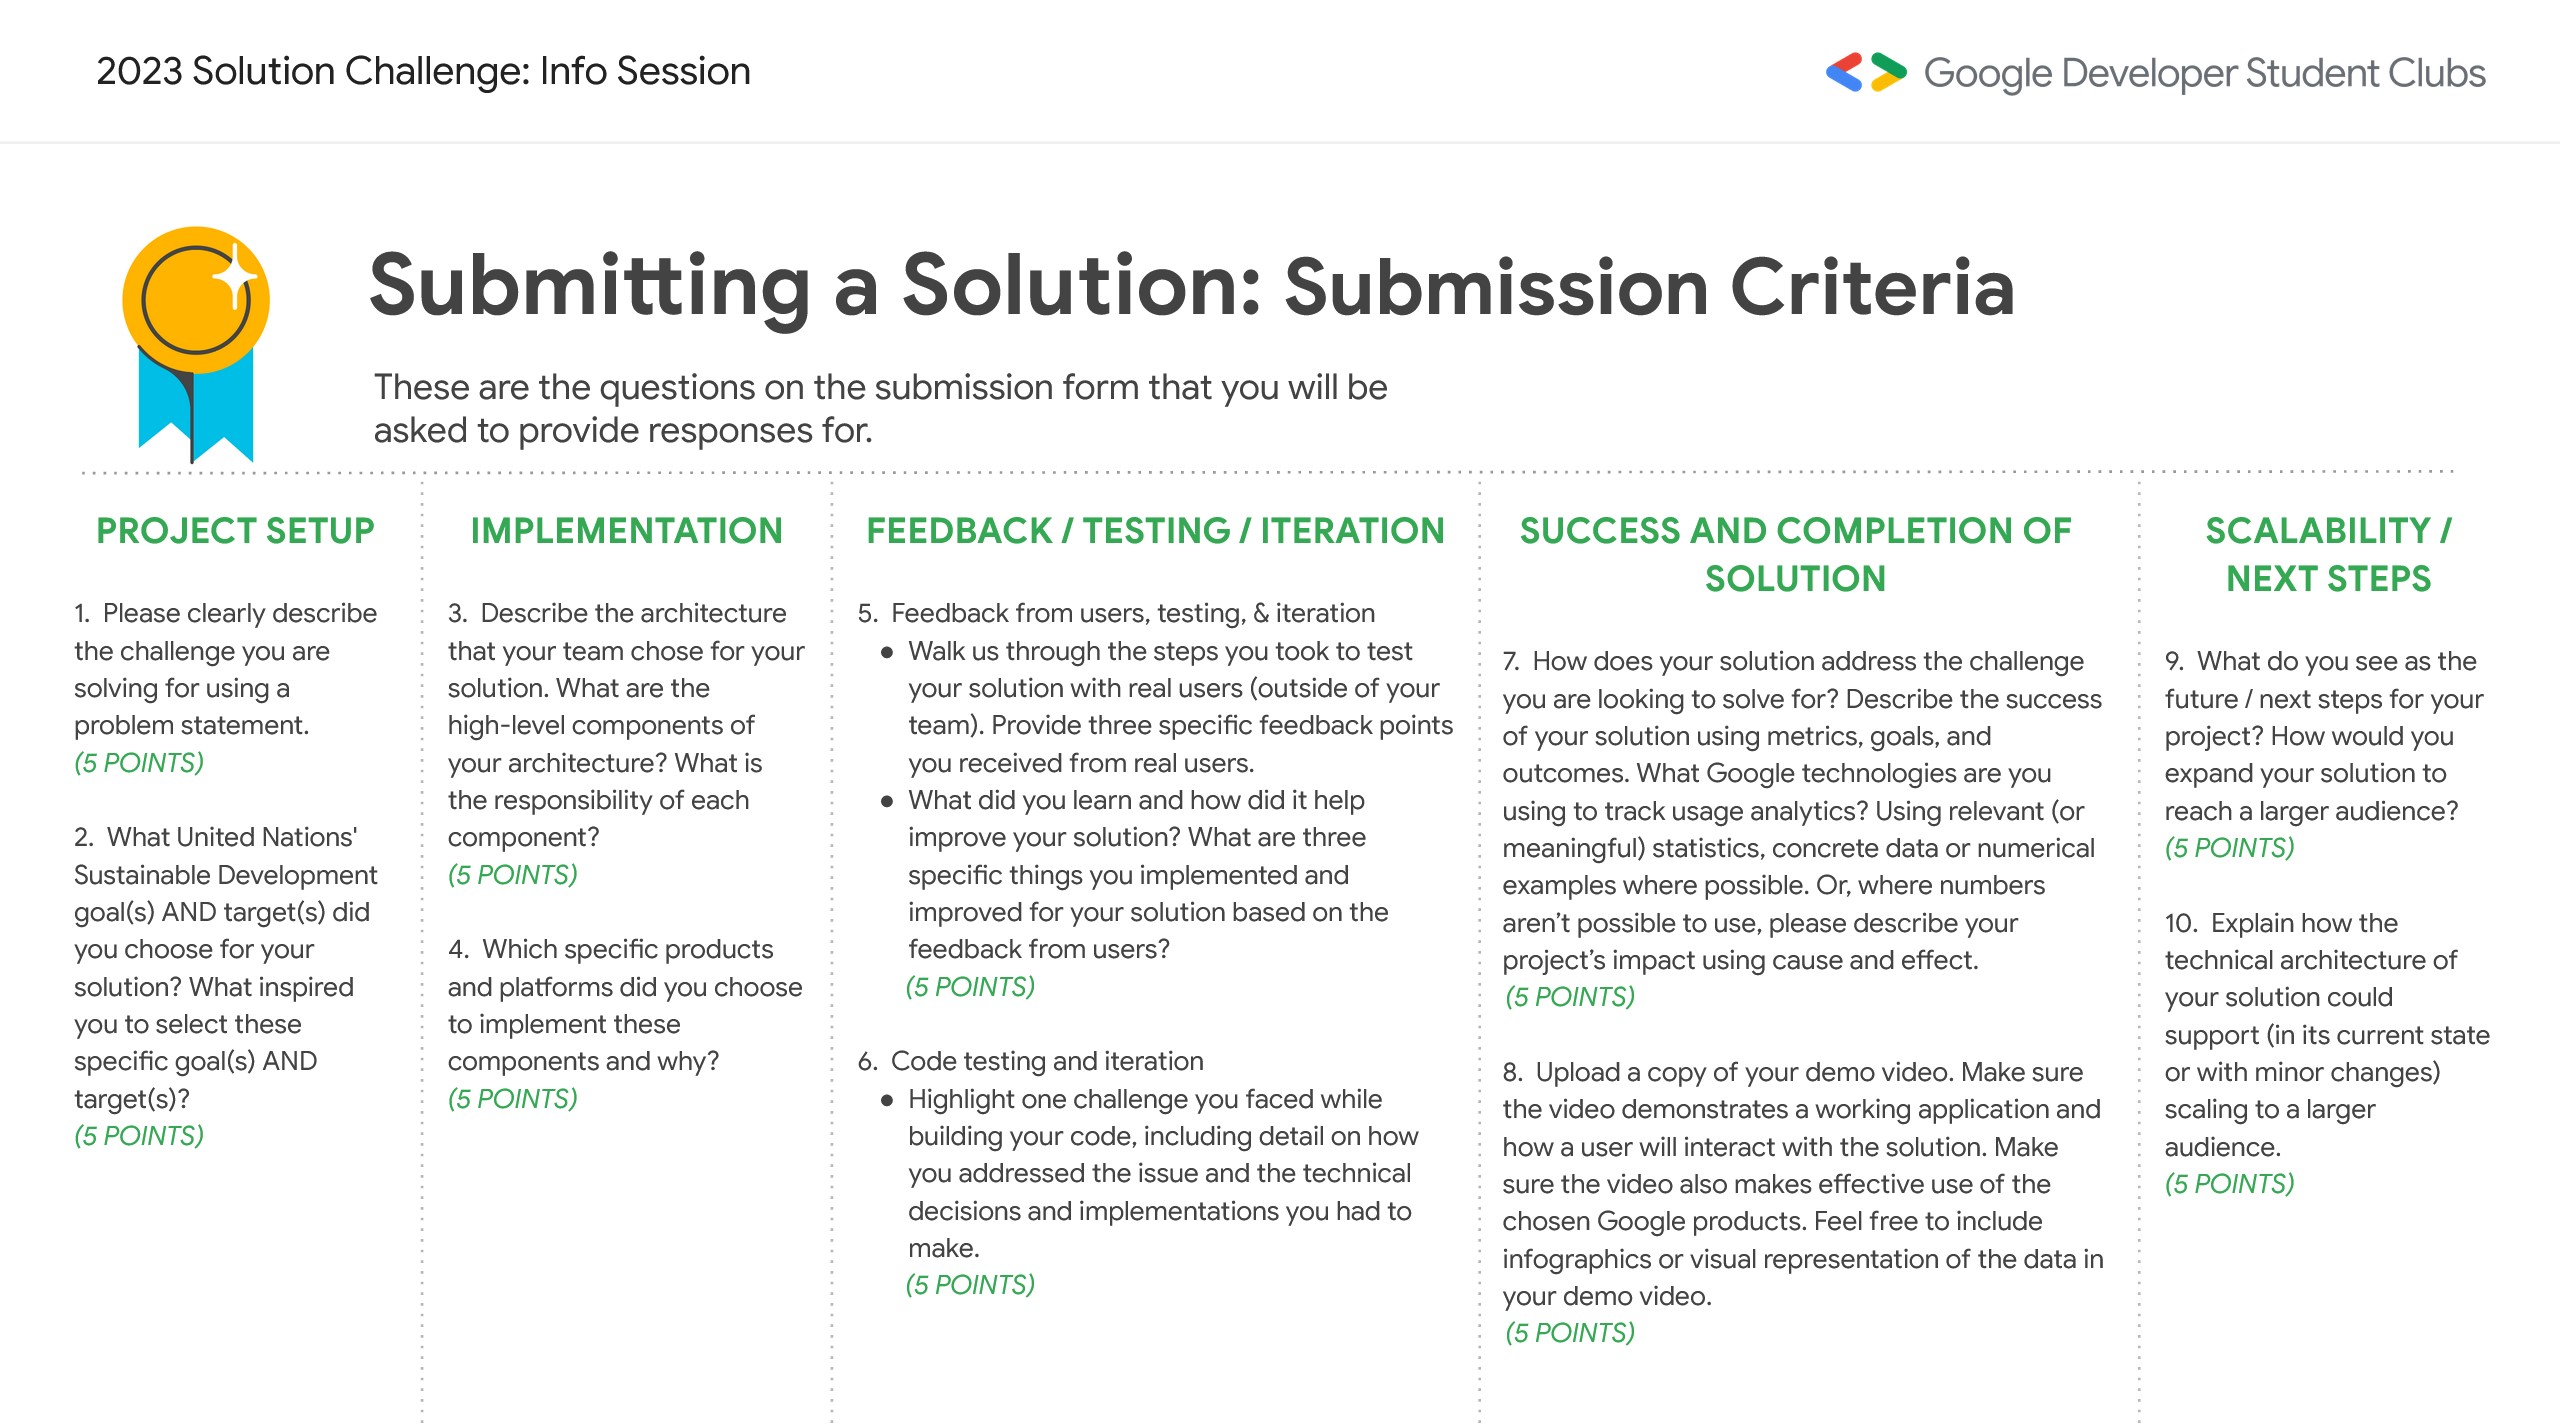 2023 Solution Challenge: Info Session
Google Developer Student Clubs
Submitting a Solution: Submission Criteria
These are the questions on the submission form that you will be
asked to provide responses for.
PROJECT SETUP
1. Please clearly describe
the challenge you are
solving for using a
problem statement.
(5 POINTS)
2. What United Nations'
Sustainable Development
goal(s) AND target(s) did
you choose for your
solution? What inspired
you to select these
specific goal(s) AND
target(s)?
(5 POINTS)
IMPLEMENTATION
3. Describe the architecture
that your team chose for your
solution. What are the
high-level components of
your architecture? What is
the responsibility of each
component?
(5 POINTS)
4. Which specific products
and platforms did you choose
to implement these
components and why?
(5 POINTS)
FEEDBACK / TESTING / ITERATION
5. Feedback from users, testing, & iteration
● Walk us through the steps you took to test
your solution with real users (outside of your
team). Provide three specific feedback points
you received from real users.
● What did you learn and how did it help
improve your solution? What are three
specific things you implemented and
improved for your solution based on the
feedback from users?
(5 POINTS)
6. Code testing and iteration
● Highlight one challenge you faced while
building your code, including detail on how
you addressed the issue and the technical
decisions and implementations you had to
make.
(5 POINTS)
SUCCESS AND COMPLETION OF
SOLUTION
7. How does your solution address the challenge
you are looking to solve for? Describe the success
of your solution using metrics, goals, and
outcomes. What Google technologies are you
using to track usage analytics? Using relevant (or
meaningful) statistics, concrete data or numerical
examples where possible. Or, where numbers
aren’t possible to use, please describe your
project’s impact using cause and effect.
(5 POINTS)
8. Upload a copy of your demo video. Make sure
the video demonstrates a working application and
how a user will interact with the solution. Make
sure the video also makes effective use of the
chosen Google products. Feel free to include
infographics or visual representation of the data in
your demo video.
(5 POINTS)
SCALABILITY /
NEXT STEPS
9. What do you see as the
future / next steps for your
project? How would you
expand your solution to
reach a larger audience?
(5 POINTS)
10. Explain how the
technical architecture of
your solution could
support (in its current state
or with minor changes)
scaling to a larger
audience.
(5 POINTS)